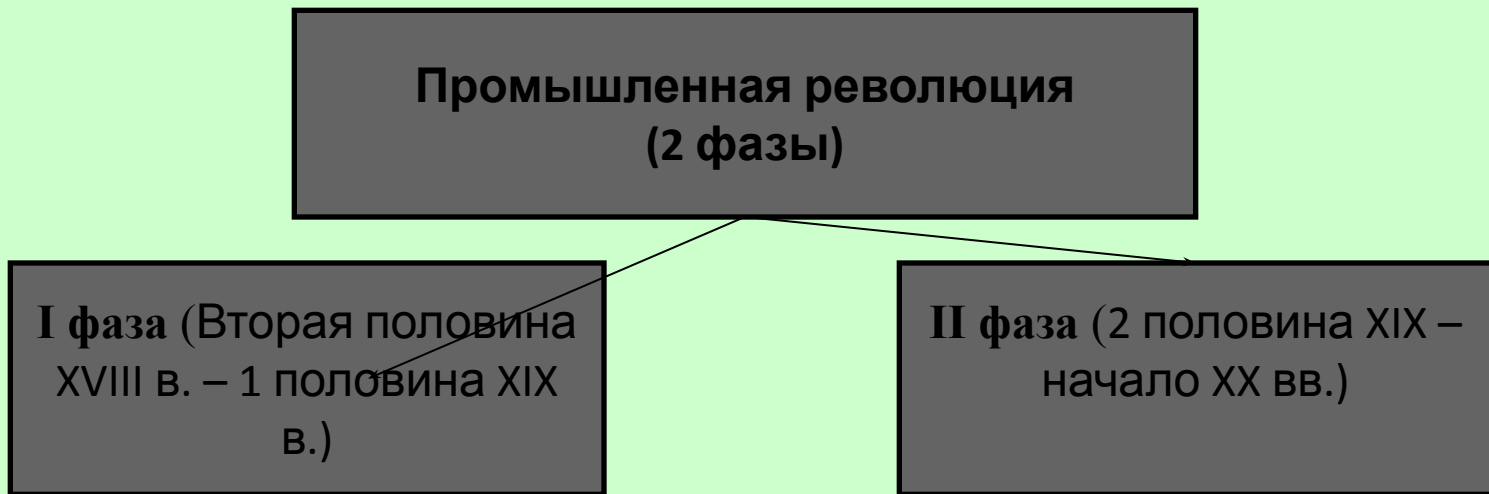 Промышленная революция
(2 фазы)
I фаза (Вторая половина
XVIII в. – 1 половина XIX
в.)
II фаза (2 половина XIX –
начало XX вв.)